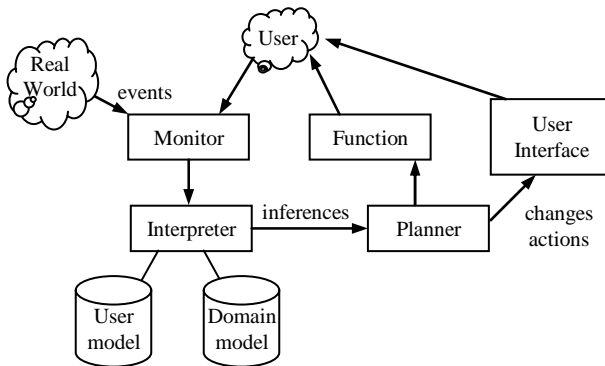 User
Real
World
events
Monitor
Function
User
Interface
Interpreter
inferences
Planner
changes
actions
User
model
Domain
model